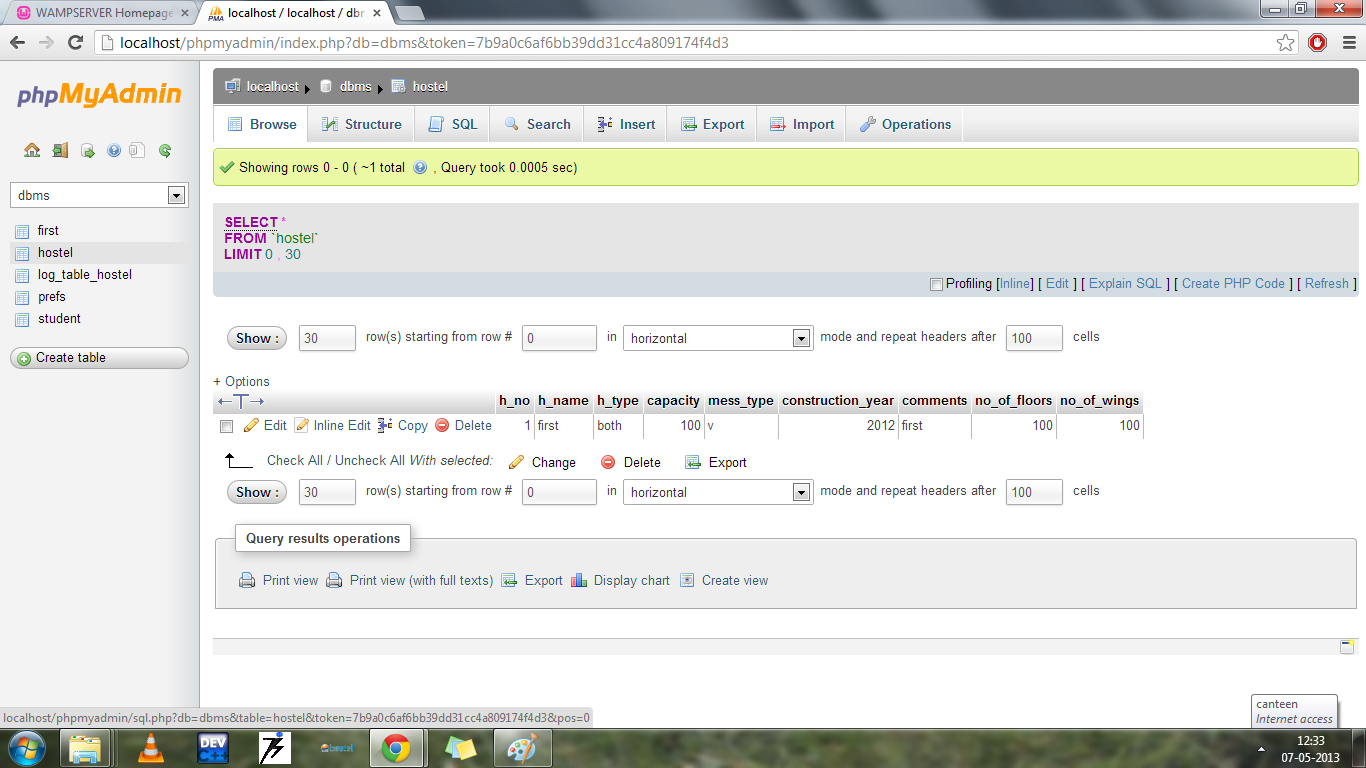 WAMPSERVER Homepage
localhost / localhost / dbm
localhost/phpmyadmin/index.php?db=dbms&token=7b9a0c6af6bb39dd31cc4a809174f4d3
phpMyAdmin
dbms
first
hostel
log_table_hostel
prefs
student
Create table
localhost dbms hostel
Browse Structure SQL Search Insert Export Import Operations
Showing rows 0 - 0 ( ~1 total , Query took 0.0005 sec)
SELECT *
FROM `hostel`
LIMIT 0 , 30
Profiling [Inline] [ Edit ] [ Explain SQL ] [ Create PHP Code ] [ Refresh ]
Show : 30 row(s) starting from row # 0 in horizontal mode and repeat headers after 100 cells
+ Options
←T→ h_no h_name h_type capacity mess_type construction_year comments no_of_floors no_of_wings
Edit Inline Edit Copy Delete 1 first both 100 v 2012 first 100 100
Check All / Uncheck All With selected: Change Delete Export
Show : 30 row(s) starting from row # 0 in horizontal mode and repeat headers after 100 cells
Query results operations
Print view Print view (with full texts) Export Display chart Create view
localhost/phpmyadmin/sql.php?db=dbms&table=hostel&token=7b9a0c6af6bb39dd31cc4a809174f4d3&pos=0
canteen
Internet access
DEV
C++
12:33
07-05-2013